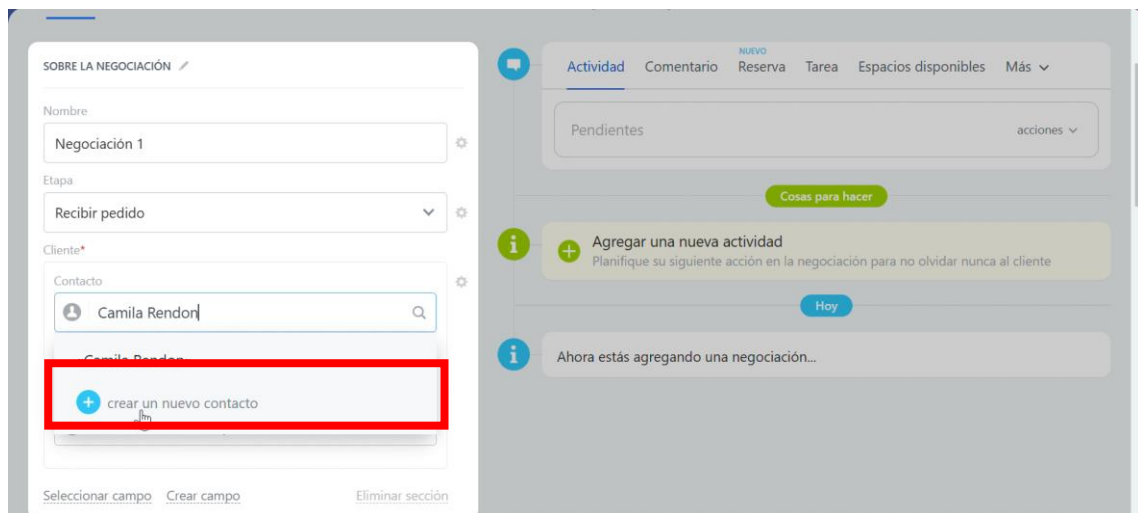 SOBRE LA NEGOCIACIÓN
Nombre
Negociación 1
Etapa
Recibir pedido
Cliente*
Contacto
Camila Rendon
«Camila Rendon»
crear un nuevo contacto
Seleccionar campo Crear campo Eliminar sección
NUEVO
Actividad Comentario Reserva Tarea Espacios disponibles Más
Pendientes acciones
Cosas para hacer
Agregar una nueva actividad
Planifique su siguiente acción en la negociación para no olvidar nunca al cliente
Hoy
Ahora estás agregando una negociación...